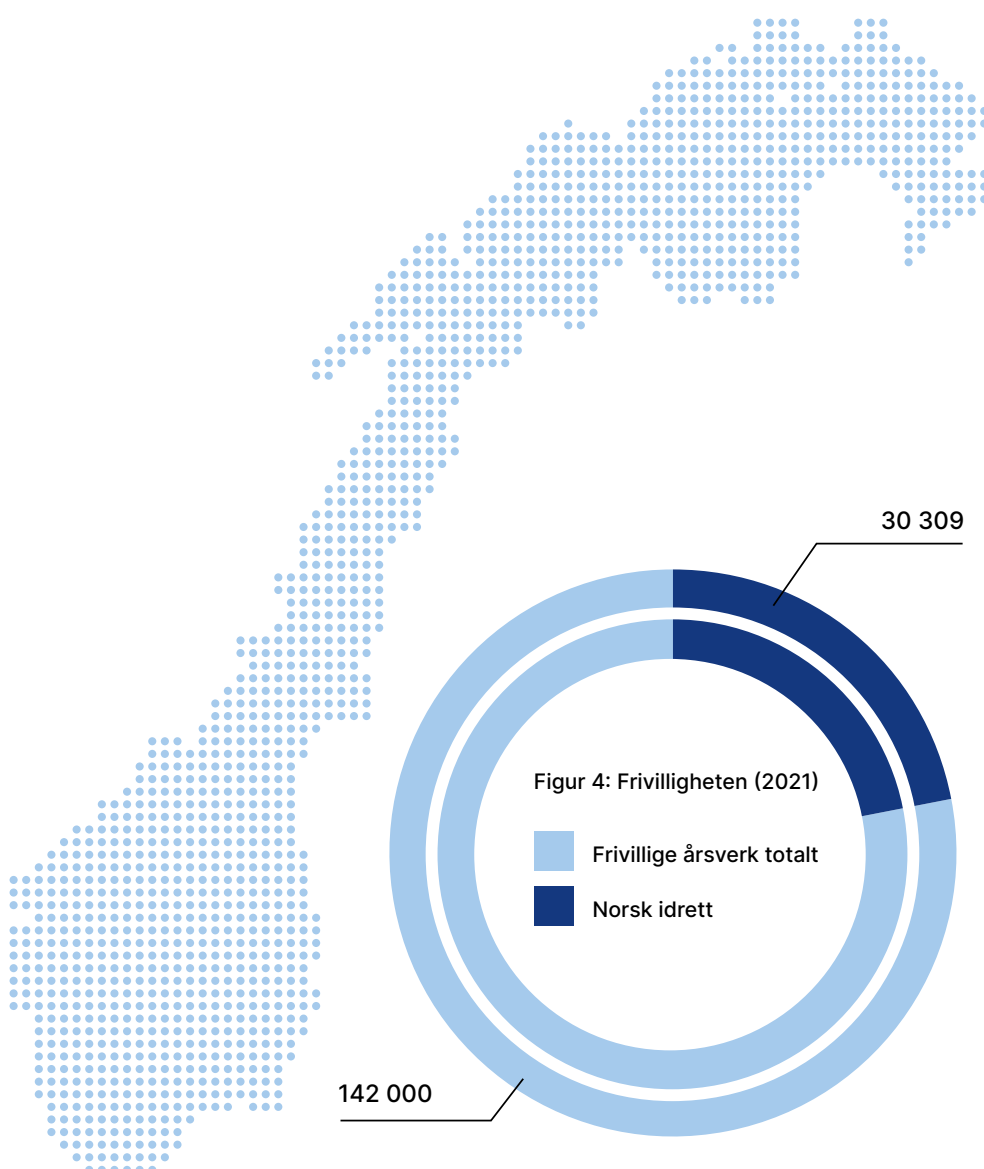 30 309
Figur 4: Frivilligheten (2021)
Frivillige årsverk totalt
Norsk idrett
142 000